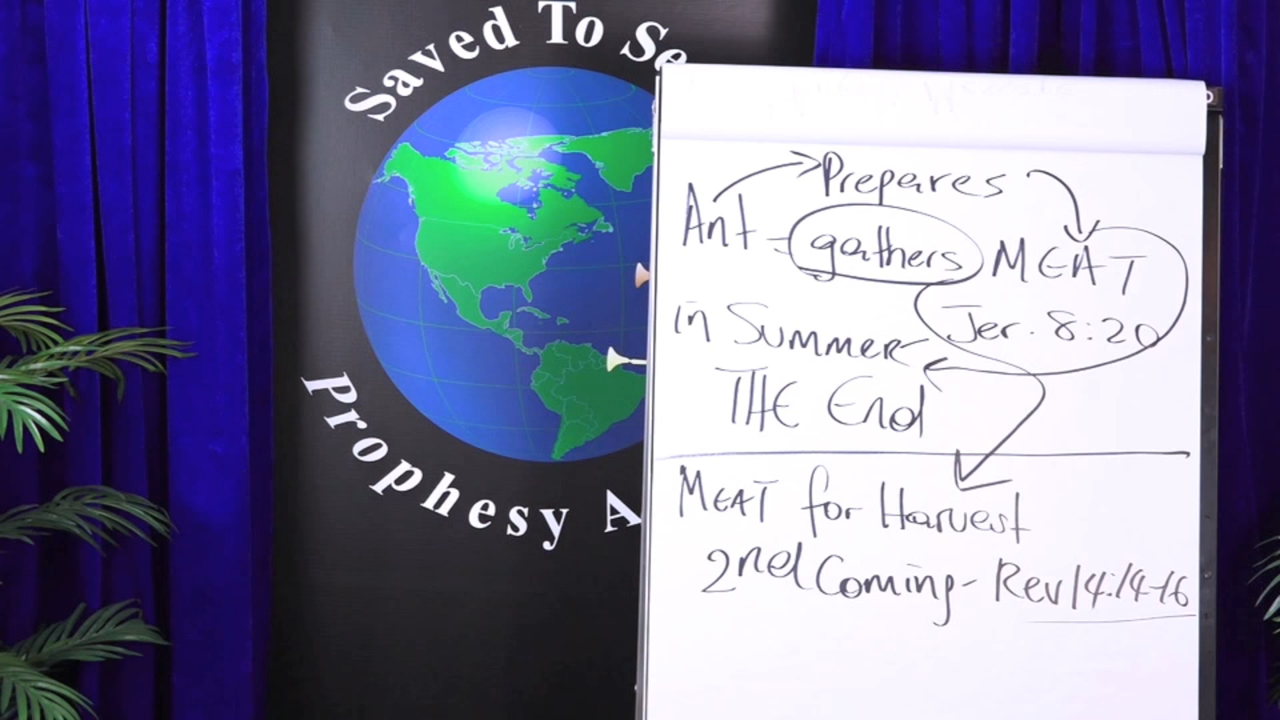 Saved To Se
Prophesy A
Prepares
Ant - gathers MEAT
in Summer - Jer. 8:20
THE End
MEAT for Harvest
2nd Coming - Rev 14:14-16